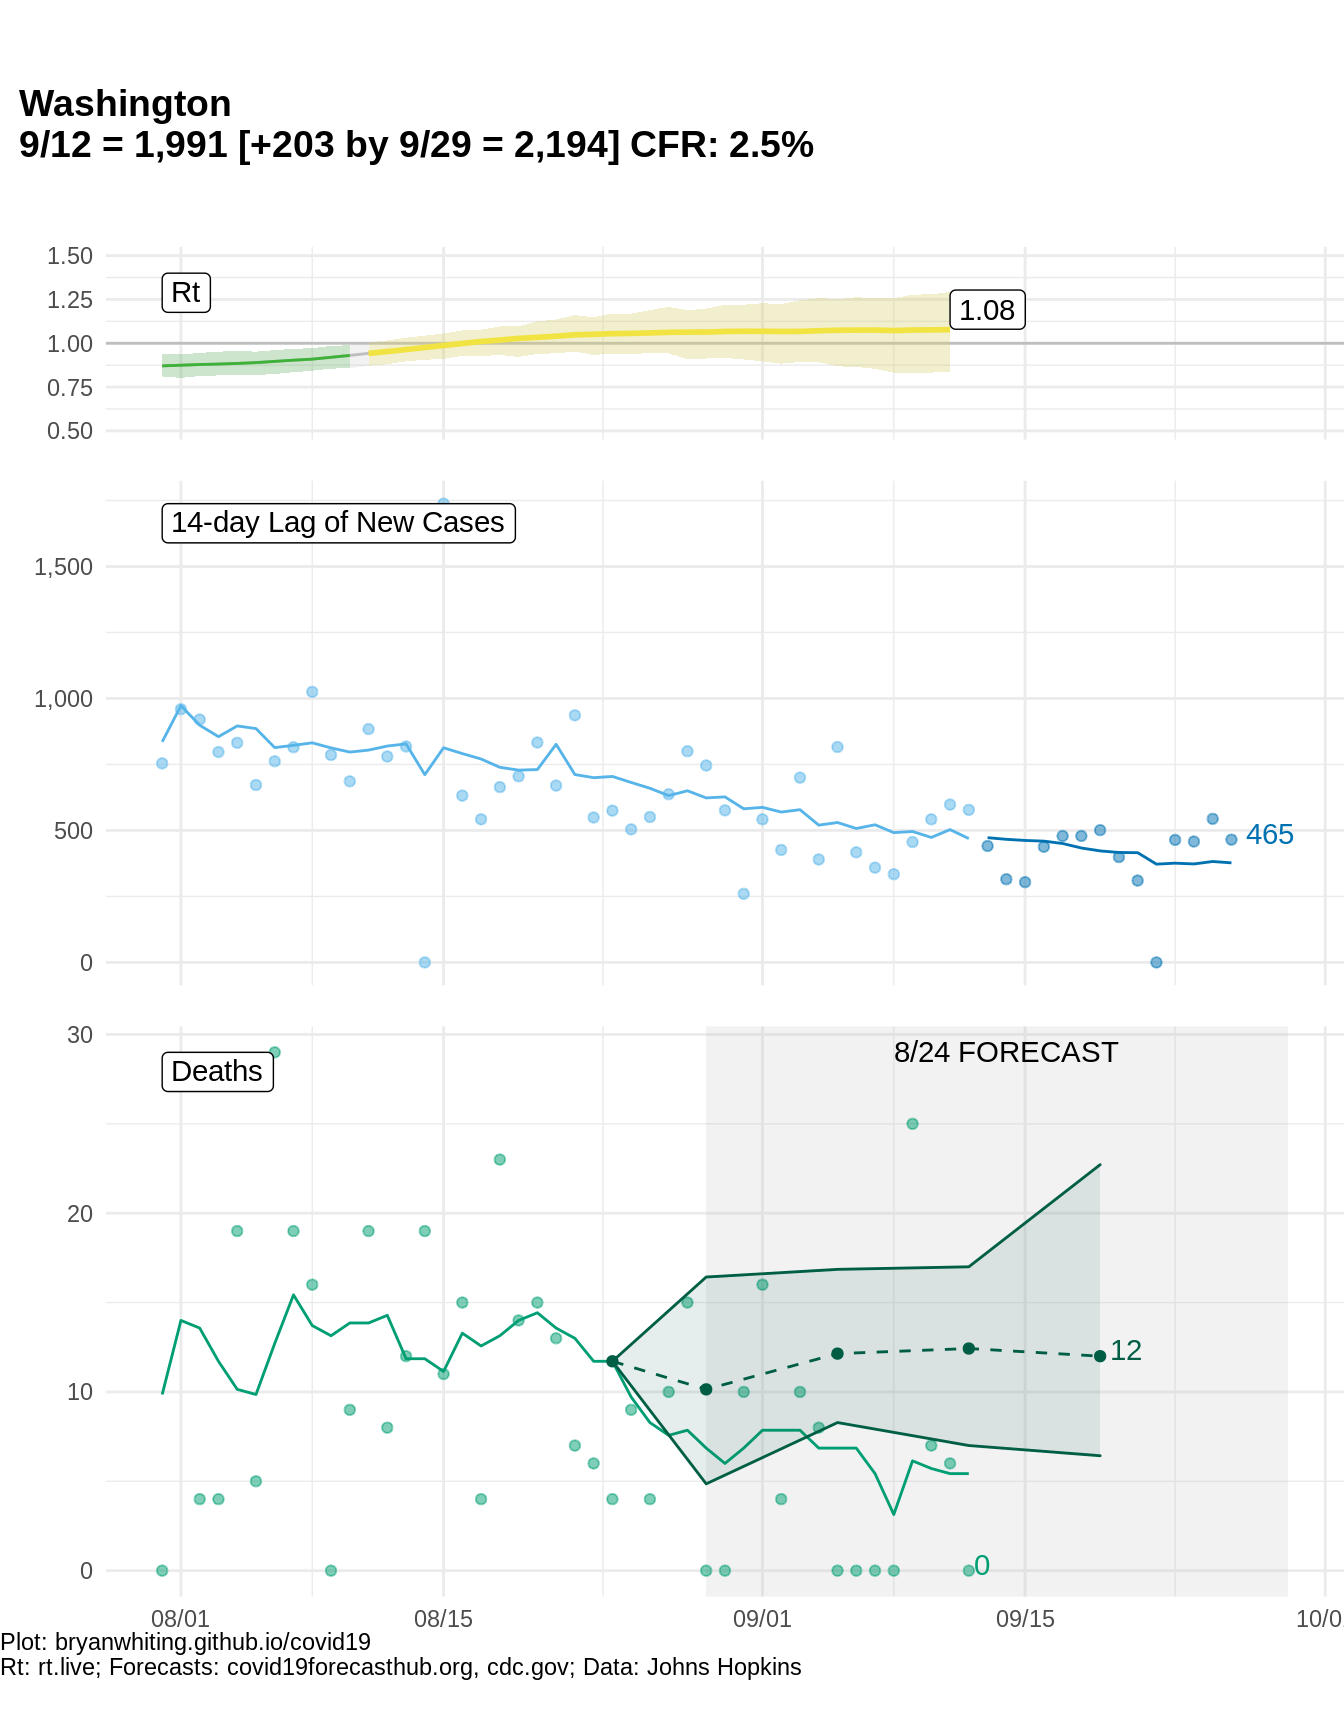 Washington
9/12 = 1,991 [+203 by 9/29 = 2,194] CFR: 2.5%
1.50
Rt
1.25
1.08
1.00
0.75
0.50
14-day Lag of New Cases
1,500
1,000
500
465
0
30
8/24 FORECAST
Deaths
20
12
10
0
0
08/01 08/15 09/01 09/15 10/0
Plot: bryanwhiting.github.io/covid19
Rt: rt.live; Forecasts: covid19forecasthub.org, cdc.gov; Data: Johns Hopkins